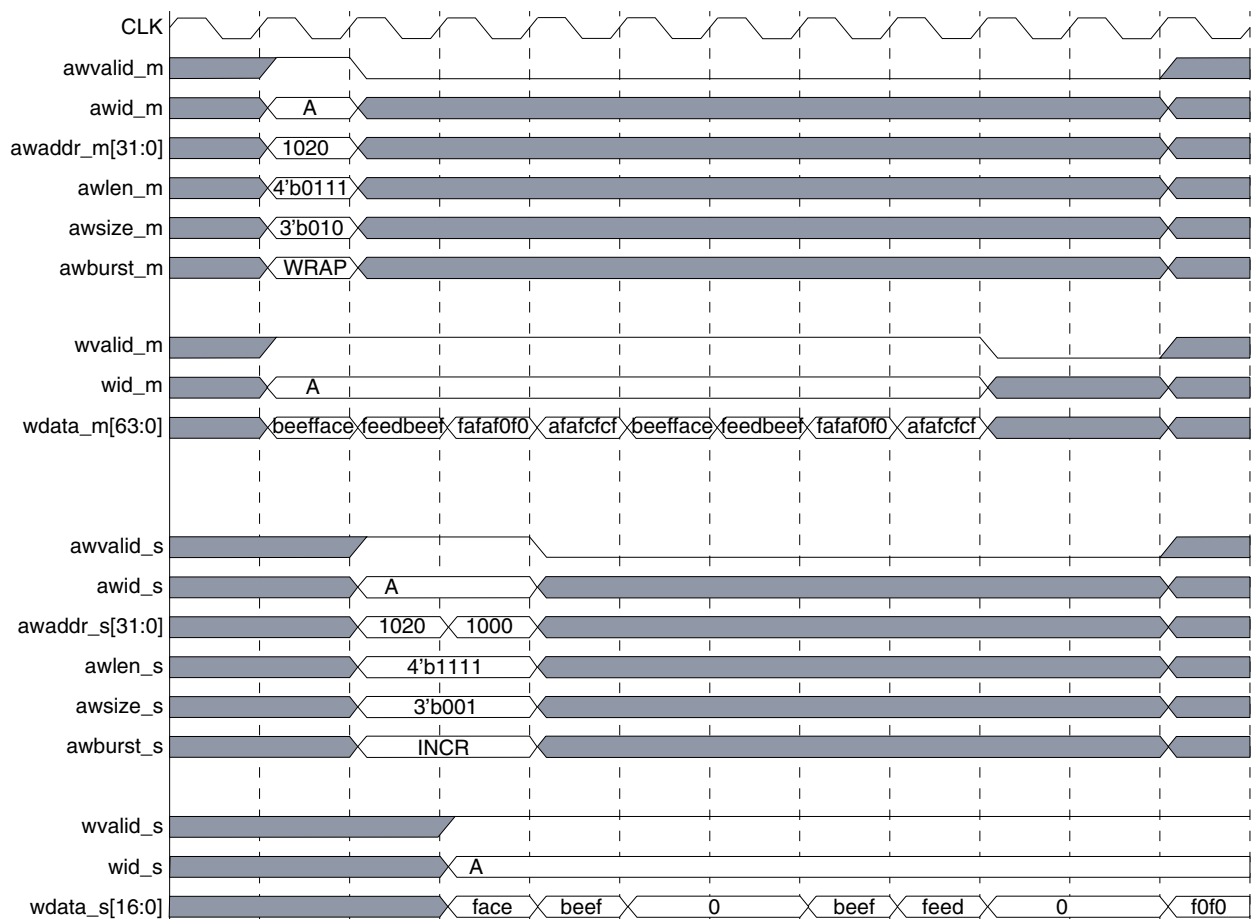 CLK
awvalid_m
awid_m A
awaddr_m[31:0] 1020
awlen_m 4'b0111
awsize_m 3'b010
awburst_m WRAP
wvalid_m
wid_m A
wdata_m[63:0] beefface feedbeef fafaf0f0 afafcfcf beefface feedbeef fafaf0f0 afafcfcf
awvalid_s
awid_s A
awaddr_s[31:0] 1020 1000
awlen_s 4'b1111
awsize_s 3'b001
awburst_s INCR
wvalid_s
wid_s A
wdata_s[16:0] face beef 0 beef feed 0 f0f0